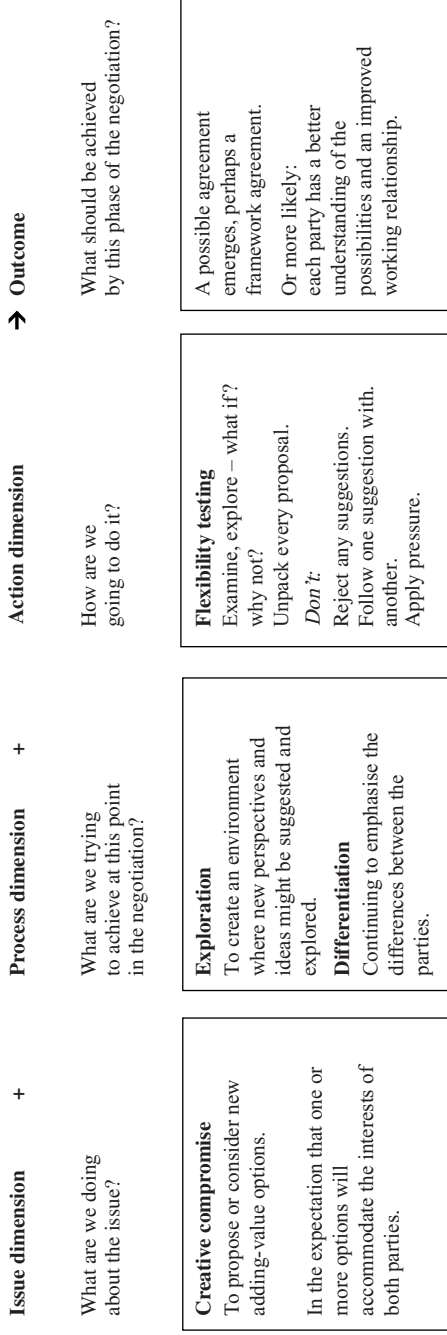 Issue dimension +
What are we doing
about the issue?
Creative compromise
To propose or consider new
adding-value options.
In the expectation that one or
more options will
accommodate the interests of
both parties.
Process dimension +
What are we trying
to achieve at this point
in the negotiation?
Exploration
To create an environment
where new perspectives and
ideas might be suggested and
explored.
Differentiation
Continuing to emphasise the
differences between the
parties.
Action dimension
How are we
going to do it?
Flexibility testing
Examine, explore – what if?
why not?
Unpack every proposal.
Don't:
Reject any suggestions.
Follow one suggestion with.
another.
Apply pressure.
→ Outcome
What should be achieved
by this phase of the negotiation?
A possible agreement
emerges, perhaps a
framework agreement.
Or more likely:
each party has a better
understanding of the
possibilities and an improved
working relationship.